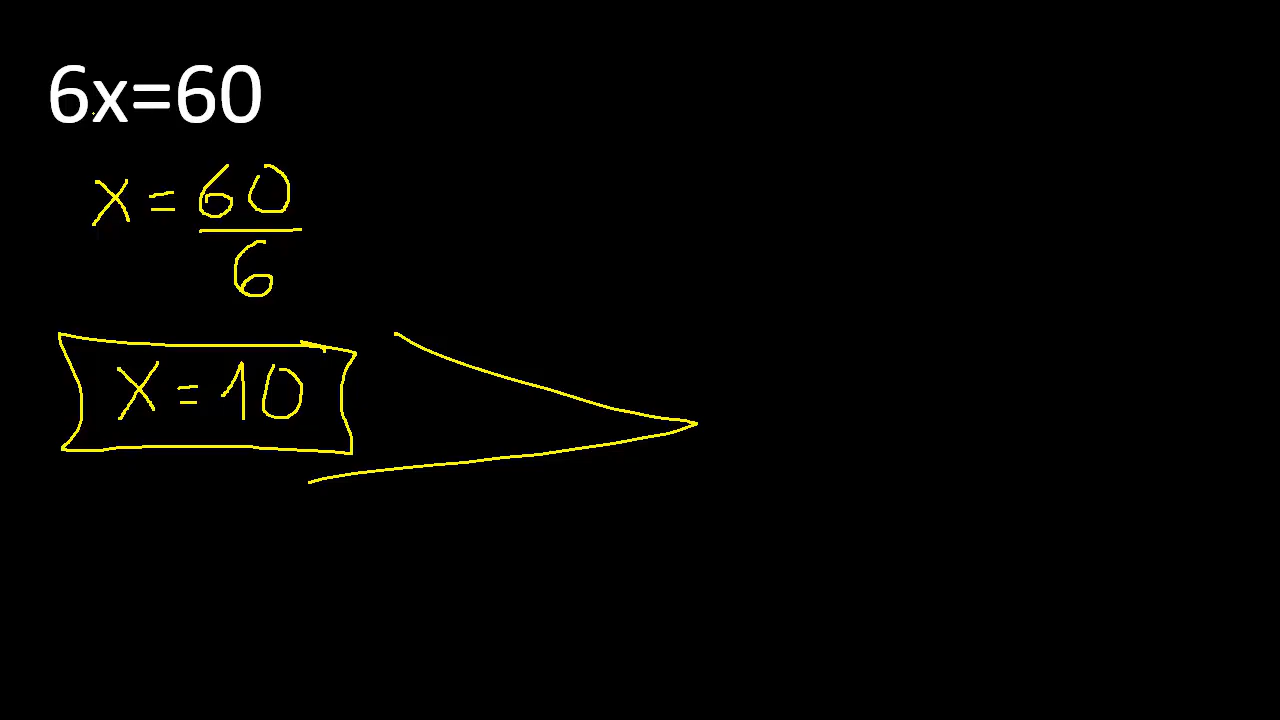 6x=60
x = 60
6
x = 10